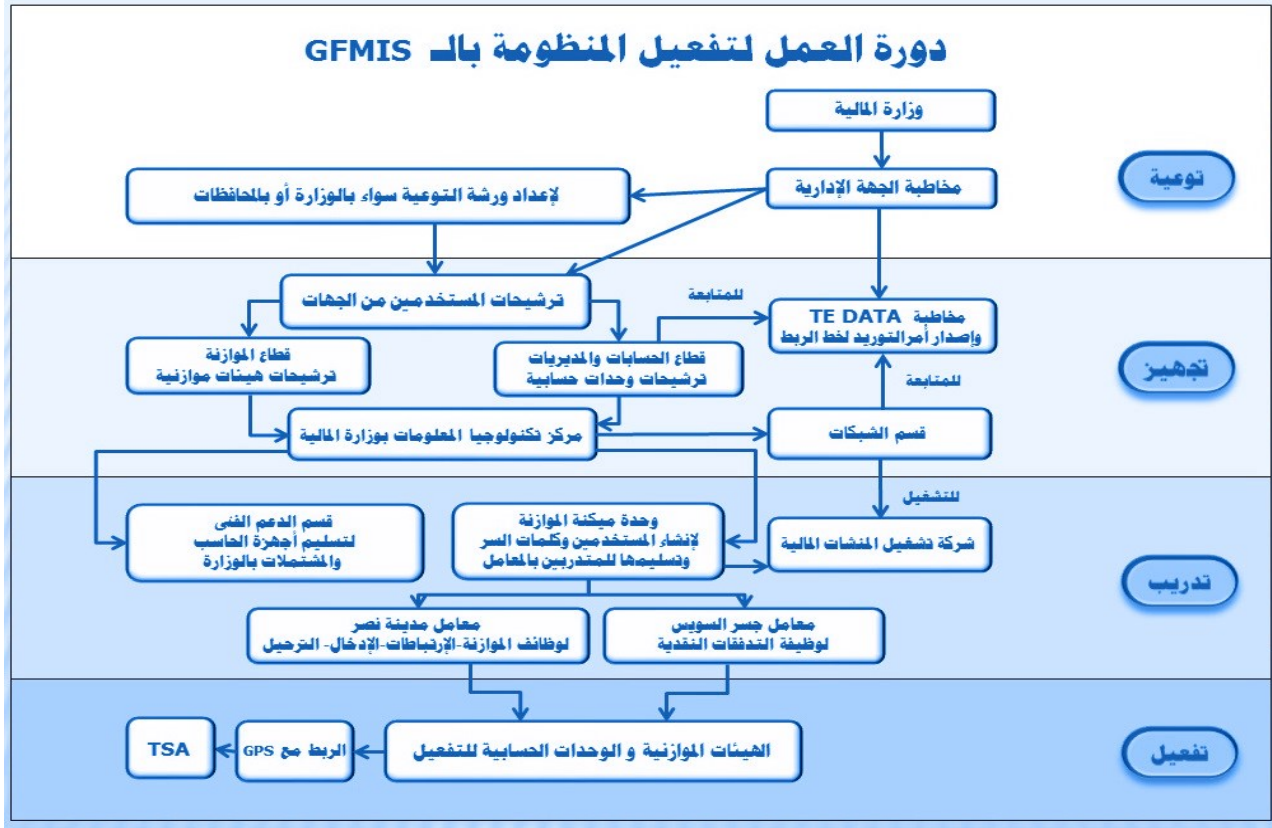 دورة العمل لتفعيل المنظومة بالـ GFMIS
وزارة المالية
توعية
مخاطبة الجهة الإدارية
لإعداد ورشة التوعية سواء بالوزارة أو بالمحافظات
ترشيحات المستخدمين من الجهات
للمتابعة
مخاطبة TE DATA
وإصدار أمرالتوريد لخط الربط
قطاع الحسابات والمديريات
ترشيحات وحدات حسابية
قطاع الموازنة
ترشيحات هيئات موازنية
تجهيز
للمتابعة
قسم الشبكات
مركز تكنولوجيا المعلومات بوزارة المالية
للتشغيل
شركة تشغيل المنشات المالية
وحدة ميكنة الموازنة
لإنشاء المستخدمين وكلمات السر
وتسليمها للمتدربين بالمعامل
قسم الدعم الفنى
لتسليم أجهزة الحاسب
والمشتملات بالوزارة
تدريب
معامل جسر السويس
لوظيفة التدفقات النقدية
معامل مدينة نصر
لوظائف الموازنة-الإرتباطات-الإدخال- الترحيل
تفعيل
الهيئات الموازنية و الوحدات الحسابية للتفعيل
الربط مع GPS
TSA